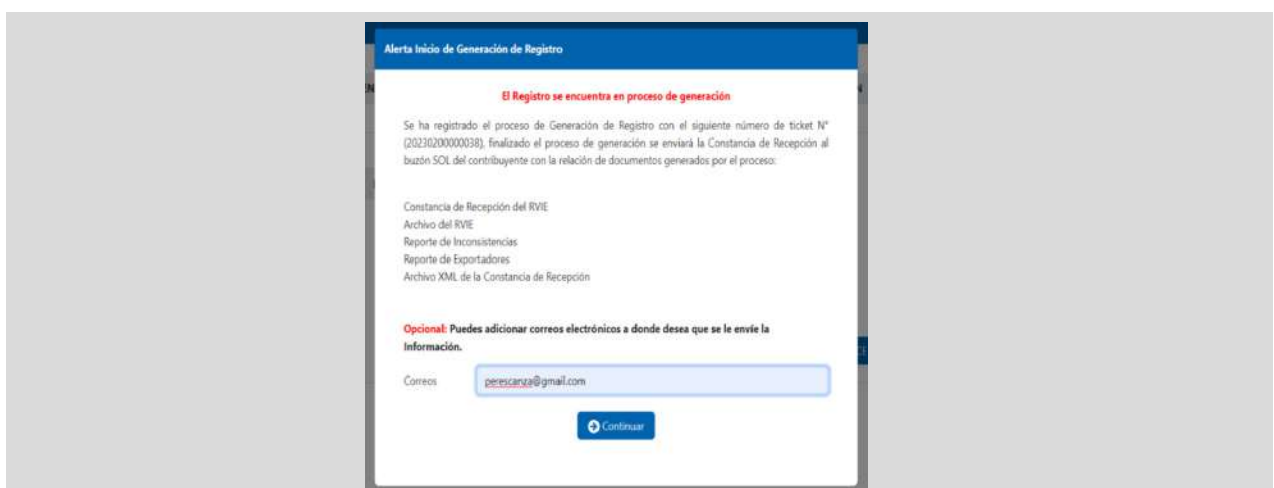 Alerta Inicio de Generación de Registro
El Registro se encuentra en proceso de generación
Se ha registrado el proceso de Generación de Registro con el siguiente número de ticket N°
(20230200000038), finalizado el proceso de generación se enviará la Constancia de Recepción al
buzón SOL del contribuyente con la relación de documentos generados por el proceso:
Constancia de Recepción del RVIE
Archivo del RVIE
Reporte de Inconsistencias
Reporte de Exportadores
Archivo XML de la Constancia de Recepción
Opcional: Puedes adicionar correos electrónicos a donde desea que se le envíe la
Información.
Correos perescanza@gmail.com
Continuar